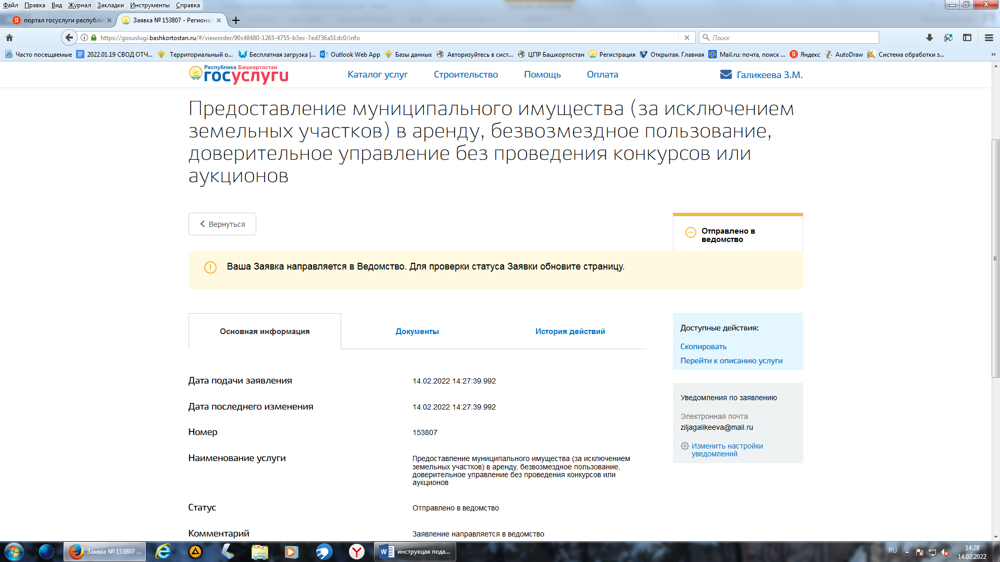 Файл Правка Вид Журнал Закладки Инструменты Справка
портал госуслуги республи
Заявка № 153807 - Регионал
https://gosuslugi.bashkortostan.ru/#/vieworder/90c48480-1265-4755-b3ec-7ed736a51dc0/info
Поиск
Часто посещаемые 2022.01.19 СВОД ОТЧ... Территориальный о... Бесплатная загрузка |... Outlook Web App Базы данных Авторизуйтесь в сист... ЦПР Башкортостан Регистрация Открытая. Главная Mail.ru: почта, поиск ... Яндекс AutoDraw Система обработки з... »
Республика Башкортостан
госуслуги
Каталог услуг Строительство Помощь Оплата Галикеева З.М.
Предоставление муниципального имущества (за исключением
земельных участков) в аренду, безвозмездное пользование,
доверительное управление без проведения конкурсов или
аукционов
Вернуться
Отправлено в
ведомство
Ваша Заявка направляется в Ведомство. Для проверки статуса Заявки обновите страницу.
Основная информация Документы История действий
Доступные действия:
Скопировать
Перейти к описанию услуги
Дата подачи заявления 14.02.2022 14:27:39.992
Дата последнего изменения 14.02.2022 14:27:39.992
Номер 153807
Наименование услуги Предоставление муниципального имущества (за исключением
земельных участков) в аренду, безвозмездное пользование,
доверительное управление без проведения конкурсов или
аукционов
Статус Отправлено в ведомство
Комментарий Заявление направляется в ведомство
Уведомления по заявлению
Электронная почта
ziljagalikeeva@mail.ru
Изменить настройки
уведомлений
Заявка № 153807 ...
инструкция пода...
RU
14:28
14.02.2022